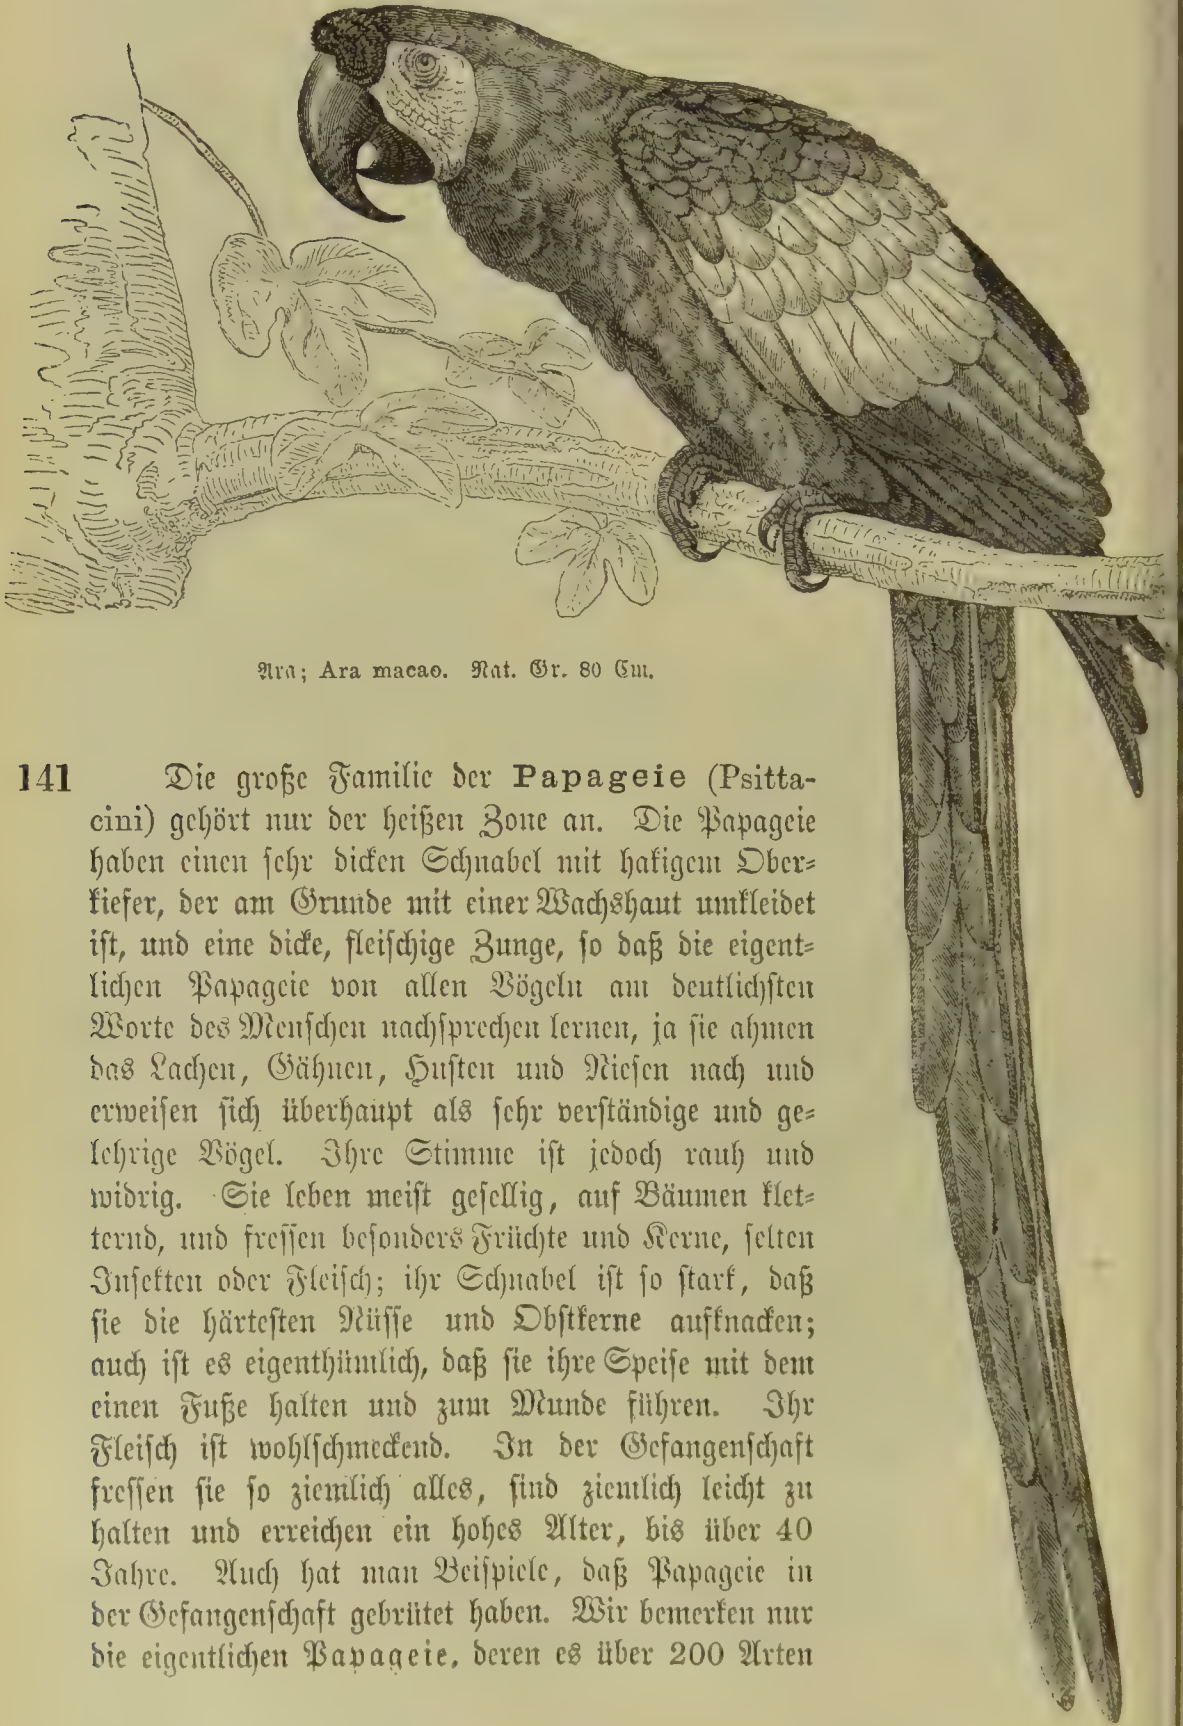 Ara; Ara macao. Nat. Gr. 80 Cm.
141 Die große Familie der Papageie (Psitta-
cini) gehört nur der heißen Zone an. Die Papageie
haben einen sehr dicken Schnabel mit hakigem Ober-
kiefer, der am Grunde mit einer Wachshaut umkleidet
ist, und eine dicke, fleischige Zunge, so daß die eigent-
lichen Papageie von allen Vögeln am deutlichsten
Worte des Menschen nachsprechen lernen, ja sie ahmen
das Lachen, Gähnen, Husten und Niesen nach und
erweisen sich überhaupt als sehr verständige und ge-
lehrige Vögel. Ihre Stimme ist jedoch rauh und
widrig. Sie leben meist gesellig, auf Bäumen klet-
ternd, und fressen besonders Früchte und Kerne, selten
Insekten oder Fleisch; ihr Schnabel ist so stark, daß
sie die härtesten Nüsse und Obstkerne aufknacken;
auch ist es eigenthümlich, daß sie ihre Speise mit dem
einen Fuße halten und zum Munde führen. Ihr
Fleisch ist wohlschmeckend. In der Gefangenschaft
fressen sie so ziemlich alles, sind ziemlich leicht zu
halten und erreichen ein hohes Alter, bis über 40
Jahre. Auch hat man Beispiele, daß Papageie in
der Gefangenschaft gebrütet haben. Wir bemerken nur
die eigentlichen Papageie, deren es über 200 Arten